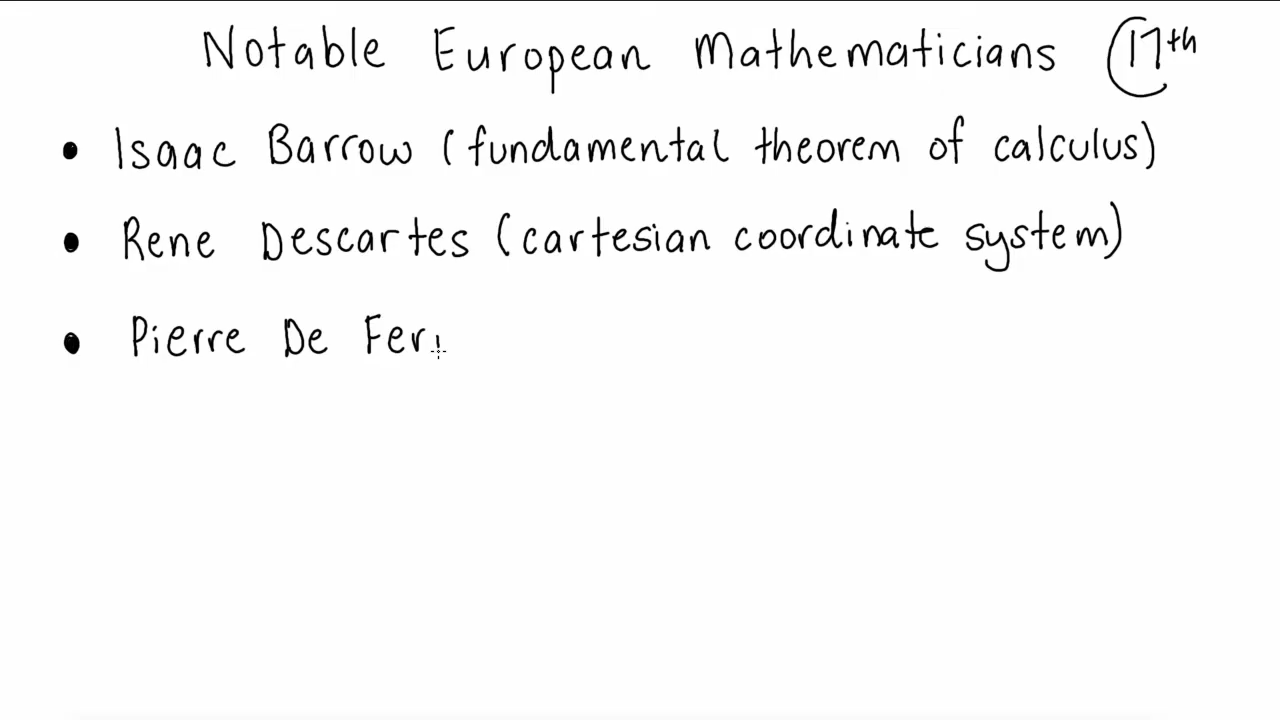 Notable European Mathematicians (17th
• Isaac Barrow (fundamental theorem of calculus)
• Rene Descartes (cartesian coordinate system)
• Pierre De Fer